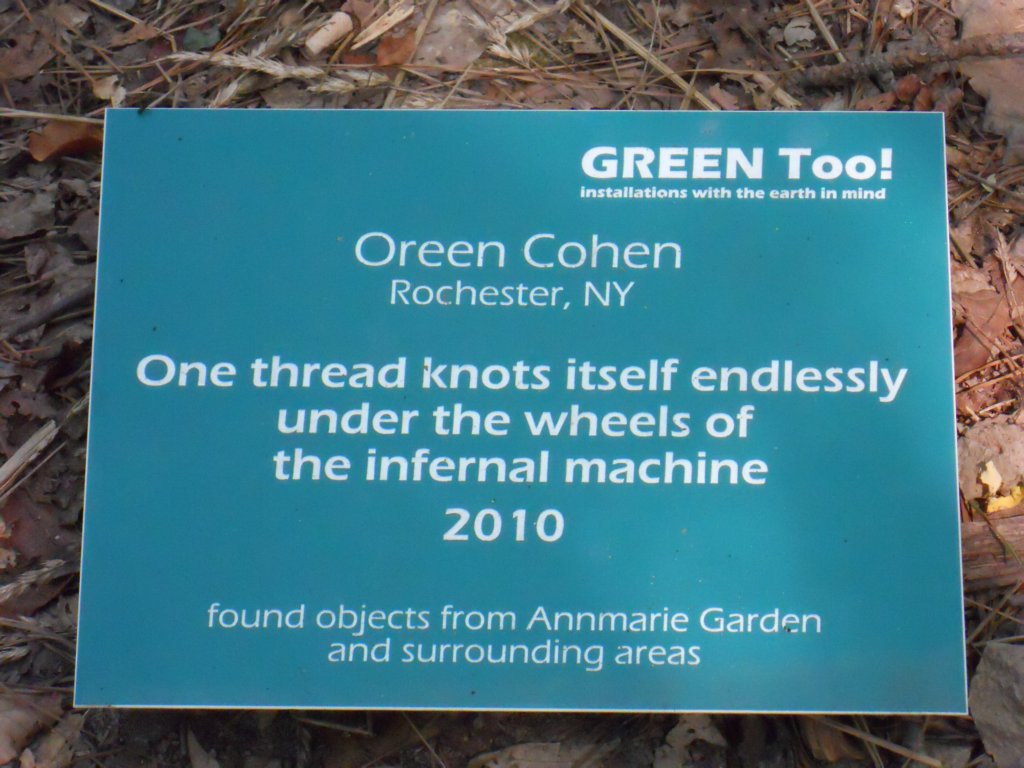 GREEN Too!
installations with the earth in mind
Oreen Cohen
Rochester, NY
One thread knots itself endlessly
under the wheels of
the infernal machine
2010
found objects from Annmarie Garden
and surrounding areas